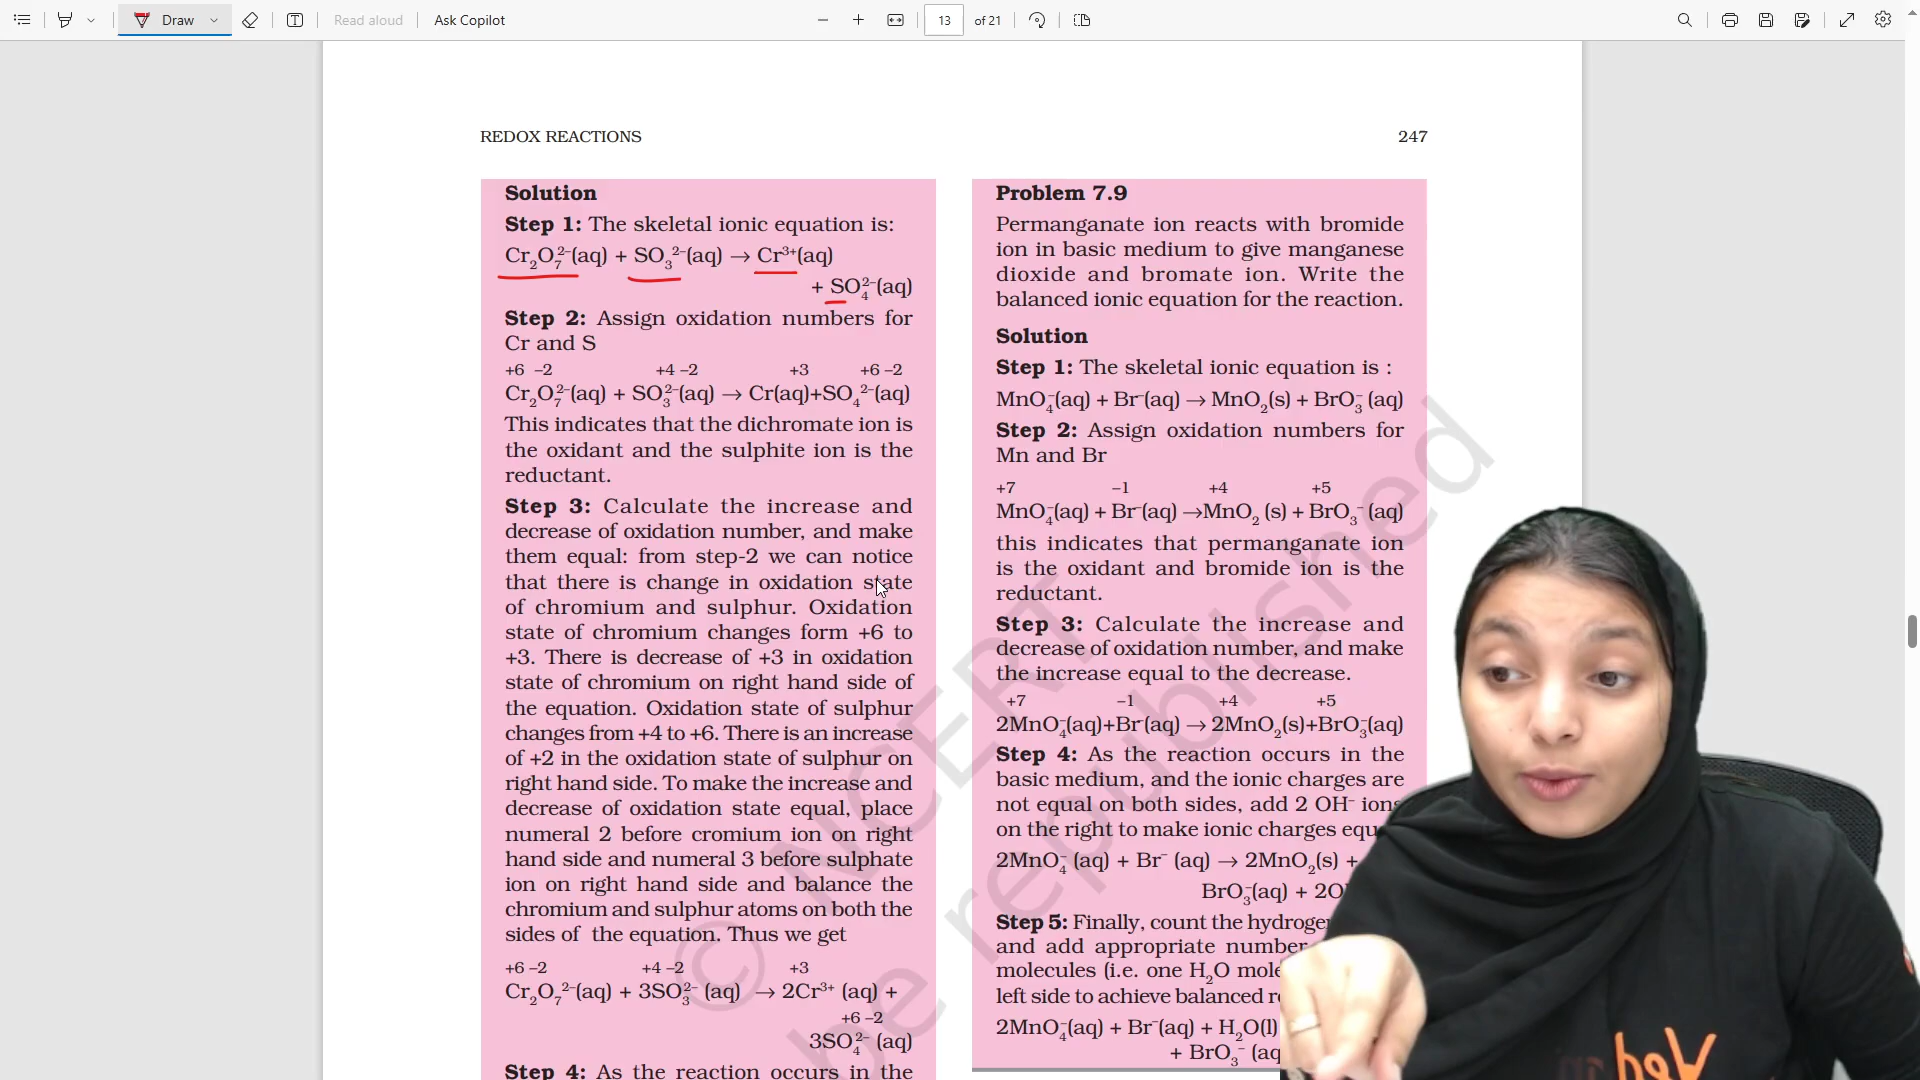 Draw
Read aloud
Ask Copilot
13 of 21
REDOX REACTIONS
247
Solution
Step 1: The skeletal ionic equation is:
Cr₂O₇²⁻(aq) + SO₃²⁻(aq) → Cr³⁺(aq)
+ SO₄²⁻(aq)
Step 2: Assign oxidation numbers for
Cr and S
+6 –2 +4 –2 +3 +6 –2
Cr₂O₇²⁻(aq) + SO₃²⁻(aq) → Cr(aq)+SO₄²⁻(aq)
This indicates that the dichromate ion is
the oxidant and the sulphite ion is the
reductant.
Step 3: Calculate the increase and
decrease of oxidation number, and make
them equal: from step-2 we can notice
that there is change in oxidation state
of chromium and sulphur. Oxidation
state of chromium changes form +6 to
+3. There is decrease of +3 in oxidation
state of chromium on right hand side of
the equation. Oxidation state of sulphur
changes from +4 to +6. There is an increase
of +2 in the oxidation state of sulphur on
right hand side. To make the increase and
decrease of oxidation state equal, place
numeral 2 before cromium ion on right
hand side and numeral 3 before sulphate
ion on right hand side and balance the
chromium and sulphur atoms on both the
sides of the equation. Thus we get
+6 –2 +4 –2 +3
Cr₂O₇²⁻(aq) + 3SO₃²⁻ (aq) → 2Cr³⁺ (aq) +
+6 –2
3SO₄²⁻ (aq)
Step 4: As the reaction occurs in the
Problem 7.9
Permanganate ion reacts with bromide
ion in basic medium to give manganese
dioxide and bromate ion. Write the
balanced ionic equation for the reaction.
Solution
Step 1: The skeletal ionic equation is :
MnO₄⁻(aq) + Br⁻(aq) → MnO₂(s) + BrO₃⁻ (aq)
Step 2: Assign oxidation numbers for
Mn and Br
+7 –1 +4 +5
MnO₄⁻(aq) + Br⁻(aq) →MnO₂ (s) + BrO₃⁻ (aq)
this indicates that permanganate ion
is the oxidant and bromide ion is the
reductant.
Step 3: Calculate the increase and
decrease of oxidation number, and make
the increase equal to the decrease.
+7 –1 +4 +5
2MnO₄⁻(aq)+Br⁻(aq) → 2MnO₂(s)+BrO₃⁻(aq)
Step 4: As the reaction occurs in the
basic medium, and the ionic charges are
not equal on both sides, add 2 OH⁻ ions
on the right to make ionic charges equ
2MnO₄⁻ (aq) + Br⁻ (aq) → 2MnO₂(s) +
BrO₃⁻(aq) + 2O
Step 5: Finally, count the hydroge
and add appropriate number
molecules (i.e. one H₂O mole
left side to achieve balanced r
2MnO₄⁻(aq) + Br⁻(aq) + H₂O(l)
+ BrO₃⁻ (aq
© NCERT
be republished